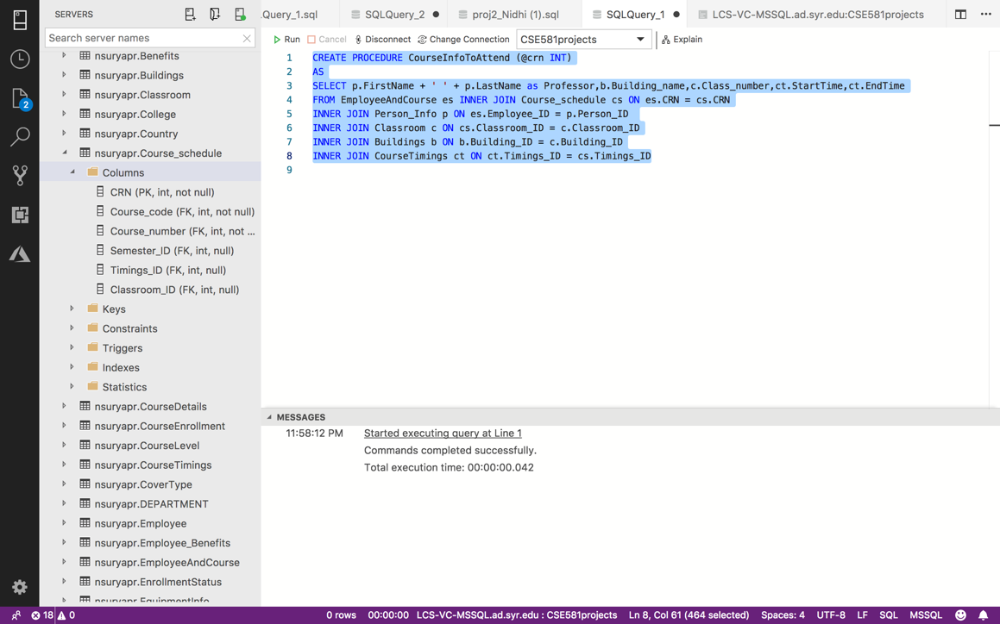 SERVERS
.Query_1.sql
SQLQuery_2
proj2_Nidhi (1).sql
SQLQuery_1
LCS-VC-MSSQL.ad.syr.edu:CSE581projects
Search server names
Run
Cancel
Disconnect
Change Connection
CSE581projects
Explain
nsuryapr.Benefits
nsuryapr.Buildings
nsuryapr.Classroom
nsuryapr.College
nsuryapr.Country
nsuryapr.Course_schedule
Columns
CRN (PK, int, not null)
Course_code (FK, int, not null)
Course_number (FK, int, not ...
Semester_ID (FK, int, null)
Timings_ID (FK, int, null)
Classroom_ID (FK, int, null)
Keys
Constraints
Triggers
Indexes
Statistics
nsuryapr.CourseDetails
nsuryapr.CourseEnrollment
nsuryapr.CourseLevel
nsuryapr.CourseTimings
nsuryapr.CoverType
nsuryapr.DEPARTMENT
nsuryapr.Employee
nsuryapr.Employee_Benefits
nsuryapr.EmployeeAndCourse
nsuryapr.EnrollmentStatus
nsuryapr.EquipmentInfo
2
1 CREATE PROCEDURE CourseInfoToAttend (@crn INT)
2 AS
3 SELECT p.FirstName + ' ' + p.LastName as Professor,b.Building_name,c.Class_number,ct.StartTime,ct.EndTime
4 FROM EmployeeAndCourse es INNER JOIN Course_schedule cs ON es.CRN = cs.CRN
5 INNER JOIN Person_Info p ON es.Employee_ID = p.Person_ID
6 INNER JOIN Classroom c ON cs.Classroom_ID = c.Classroom_ID
7 INNER JOIN Buildings b ON b.Building_ID = c.Building_ID
8 INNER JOIN CourseTimings ct ON ct.Timings_ID = cs.Timings_ID
9
MESSAGES
11:58:12 PM Started executing query at Line 1
Commands completed successfully.
Total execution time: 00:00:00.042
18 0 0 rows 00:00:00 LCS-VC-MSSQL.ad.syr.edu : CSE581projects Ln 8, Col 61 (464 selected) Spaces: 4 UTF-8 LF SQL MSSQL